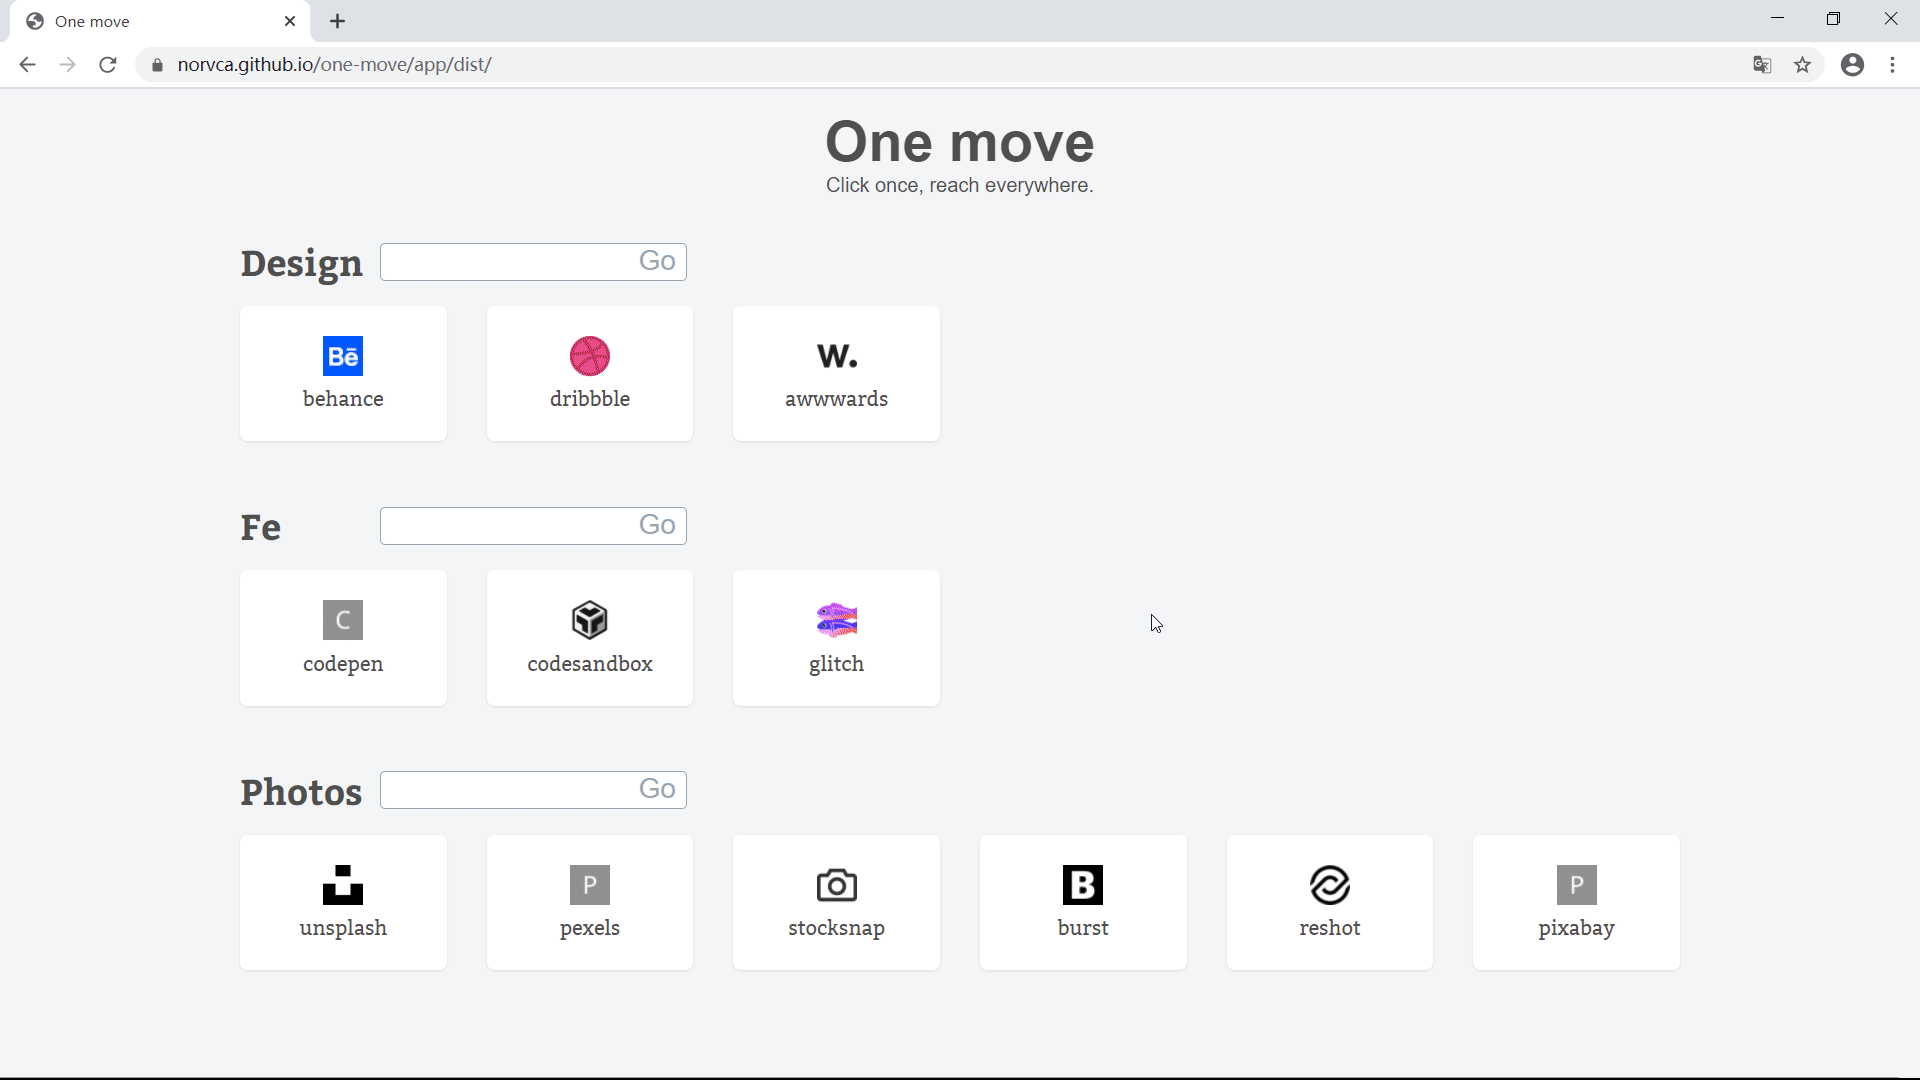 One move
norvca.github.io/one-move/app/dist/
One move
Click once, reach everywhere.
Design Go
Bē
behance
dribbble
W.
awwwards
Fe Go
C
codepen
codesandbox
glitch
Photos Go
unsplash
P
pexels
stocksnap
B
burst
reshot
P
pixabay